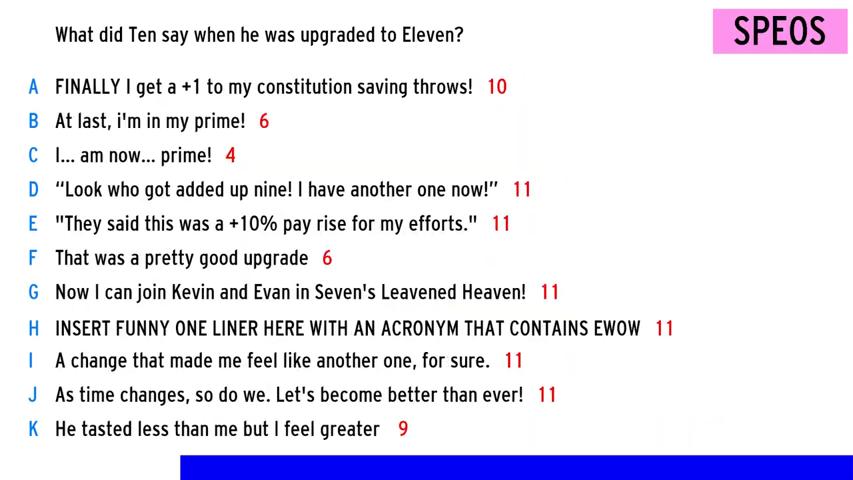 What did Ten say when he was upgraded to Eleven?
SPEOS
A FINALLY I get a +1 to my constitution saving throws! 10
B At last, i'm in my prime! 6
C I... am now... prime! 4
D “Look who got added up nine! I have another one now!” 11
E "They said this was a +10% pay rise for my efforts." 11
F That was a pretty good upgrade 6
G Now I can join Kevin and Evan in Seven's Leavened Heaven! 11
H INSERT FUNNY ONE LINER HERE WITH AN ACRONYM THAT CONTAINS EWOW 11
I A change that made me feel like another one, for sure. 11
J As time changes, so do we. Let's become better than ever! 11
K He tasted less than me but I feel greater 9